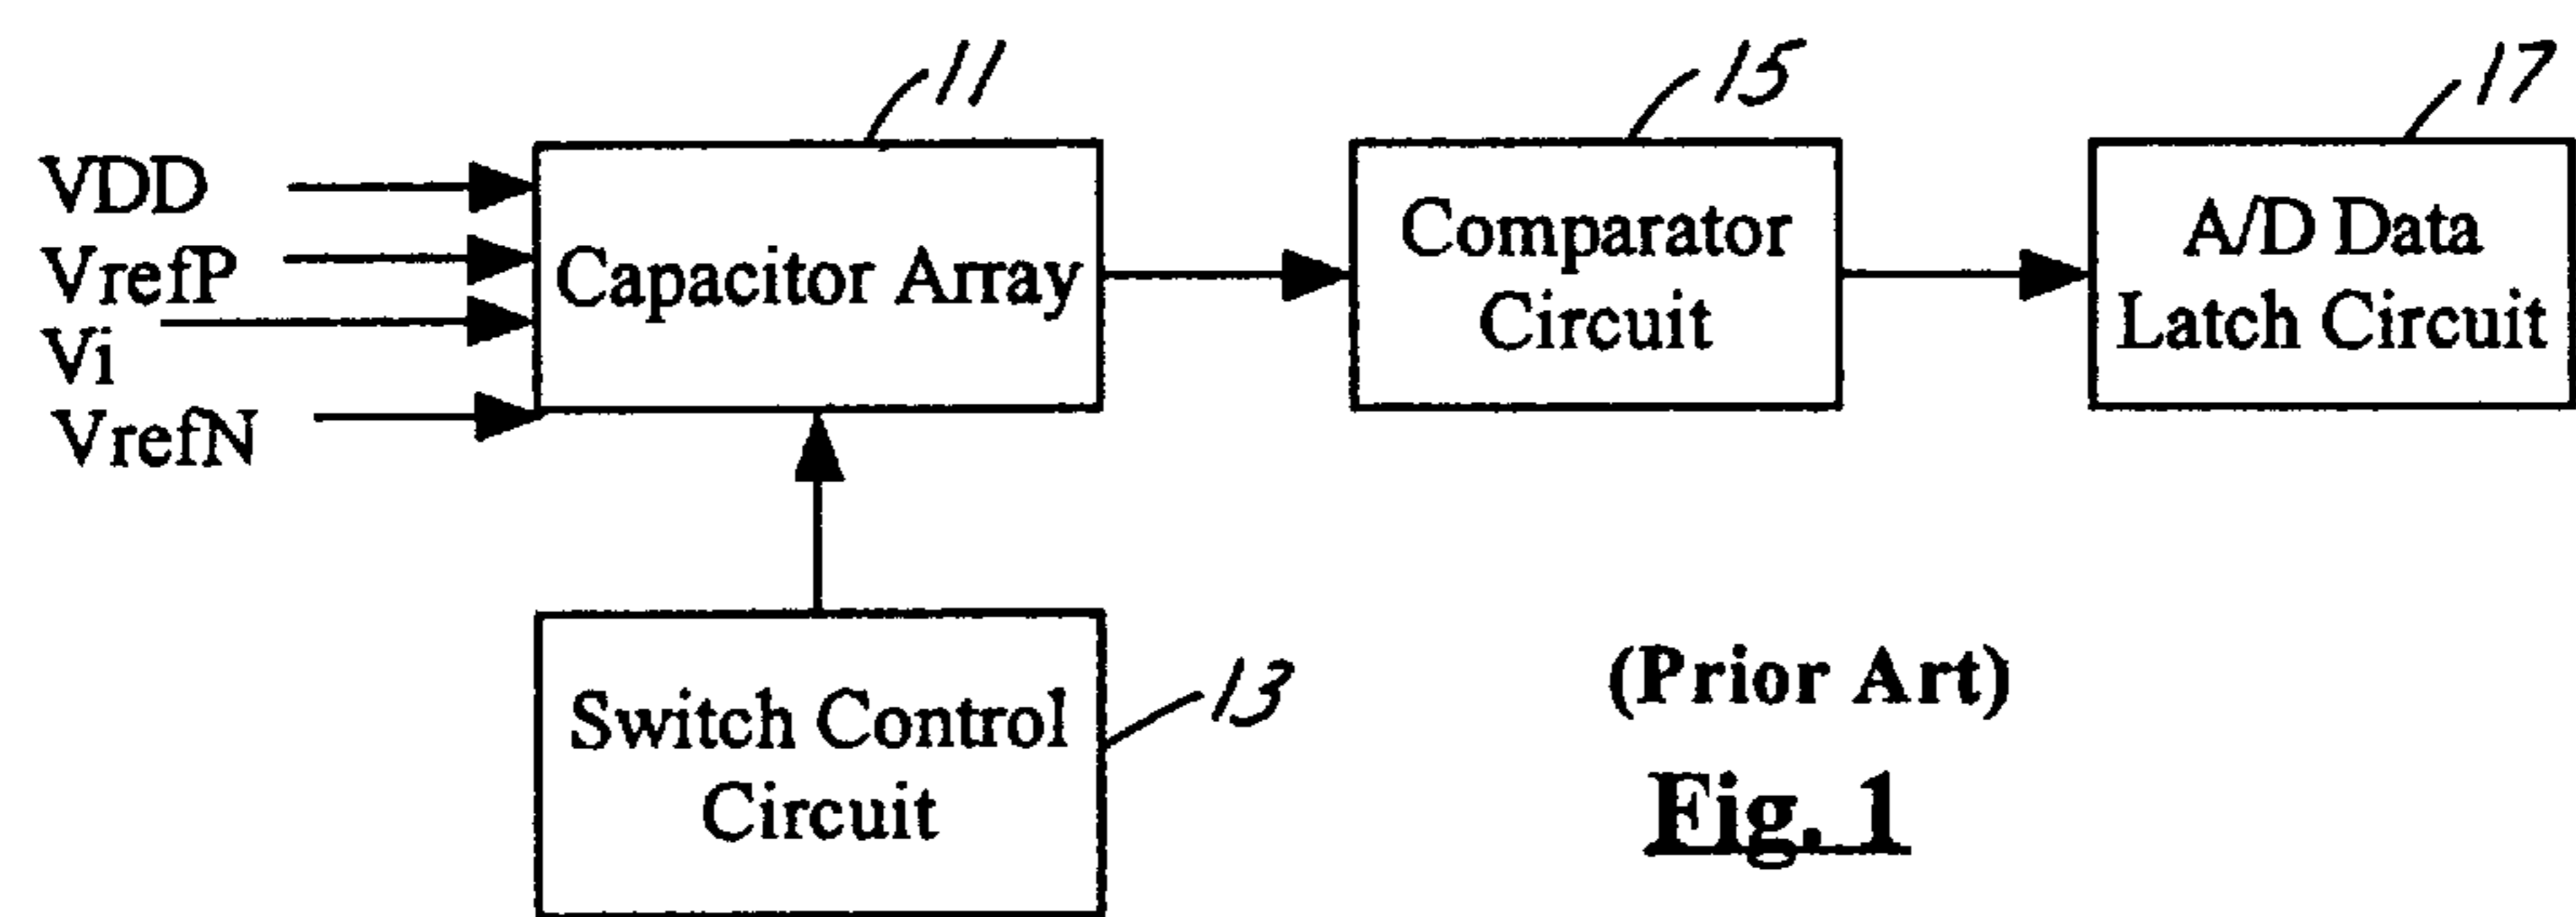 11
15
17
VDD
VrefP
Vi
VrefN
Capacitor Array
Comparator
Circuit
A/D Data
Latch Circuit
Switch Control
Circuit
13
(Prior Art)
Fig. 1